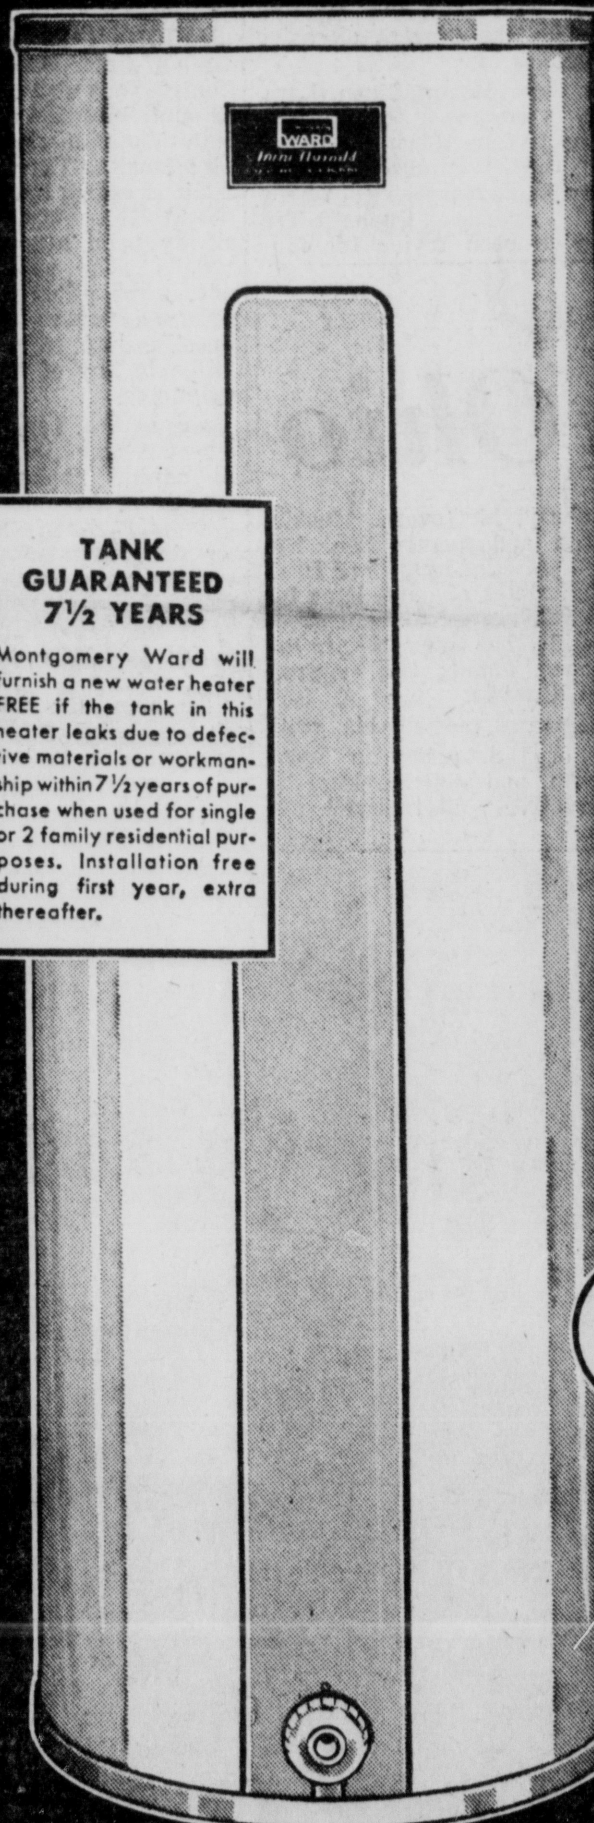 WARD
TANK
GUARANTEED
7½ YEARS
Montgomery Ward will
furnish a new water heater
FREE if the tank in this
heater leaks due to defec-
tive materials or workman-
ship within 7½ years of pur-
chase when used for single
or 2 family residential pur-
poses. Installation free
during first year, extra
thereafter.